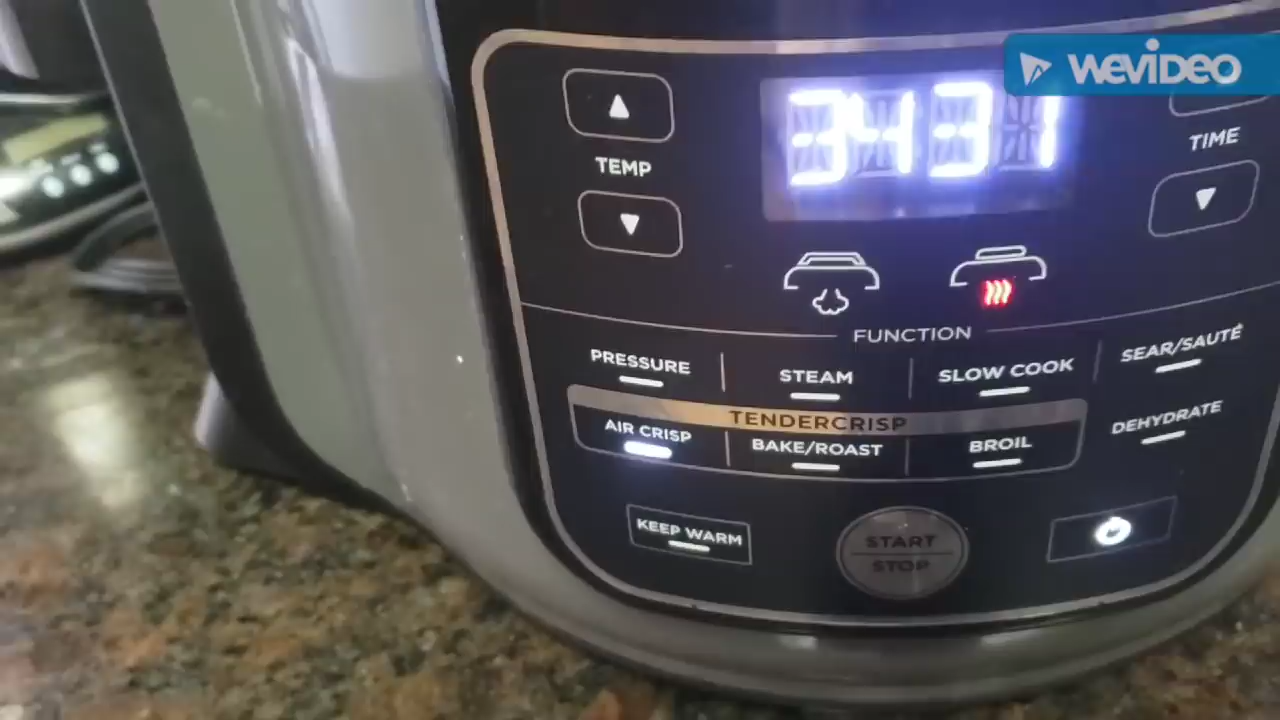 WEVIDEO
3431
TEMP
TIME
FUNCTION
PRESSURE
STEAM
SLOW COOK
SEAR/SAUTÉ
TENDERCRISP
AIR CRISP
BAKE/ROAST
BROIL
DEHYDRATE
KEEP WARM
START
STOP